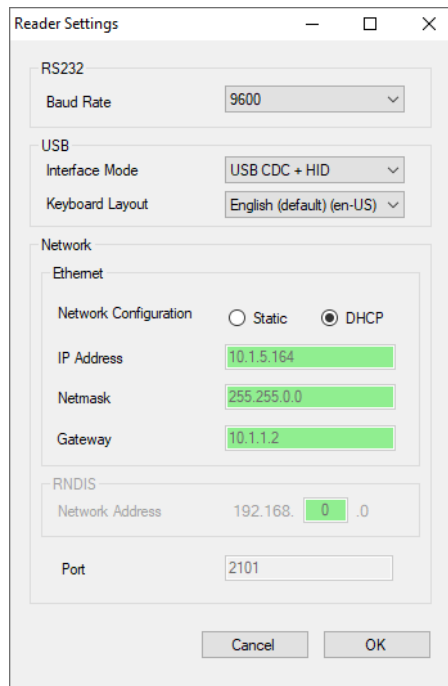 Reader Settings
RS232
Baud Rate 9600
USB
Interface Mode USB CDC + HID
Keyboard Layout English (default) (en-US)
Network
Ethernet
Network Configuration Static DHCP
IP Address 10.1.5.164
Netmask 255.255.0.0
Gateway 10.1.1.2
RNDIS
Network Address 192.168. 0 .0
Port 2101
Cancel OK